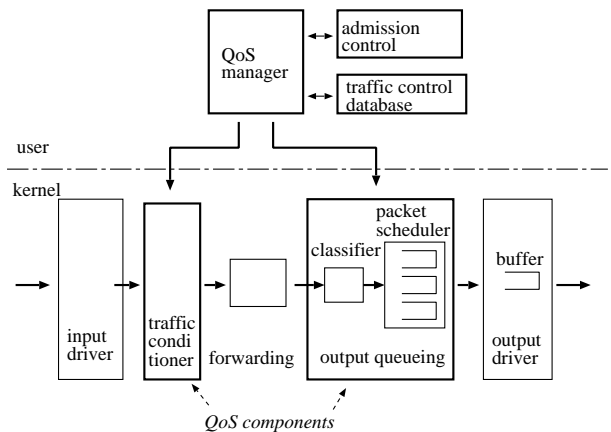 QoS
manager
admission
control
traffic control
database
user
kernel
input
driver
traffic
condi
tioner
forwarding
classifier
packet
scheduler
output queueing
buffer
output
driver
QoS components